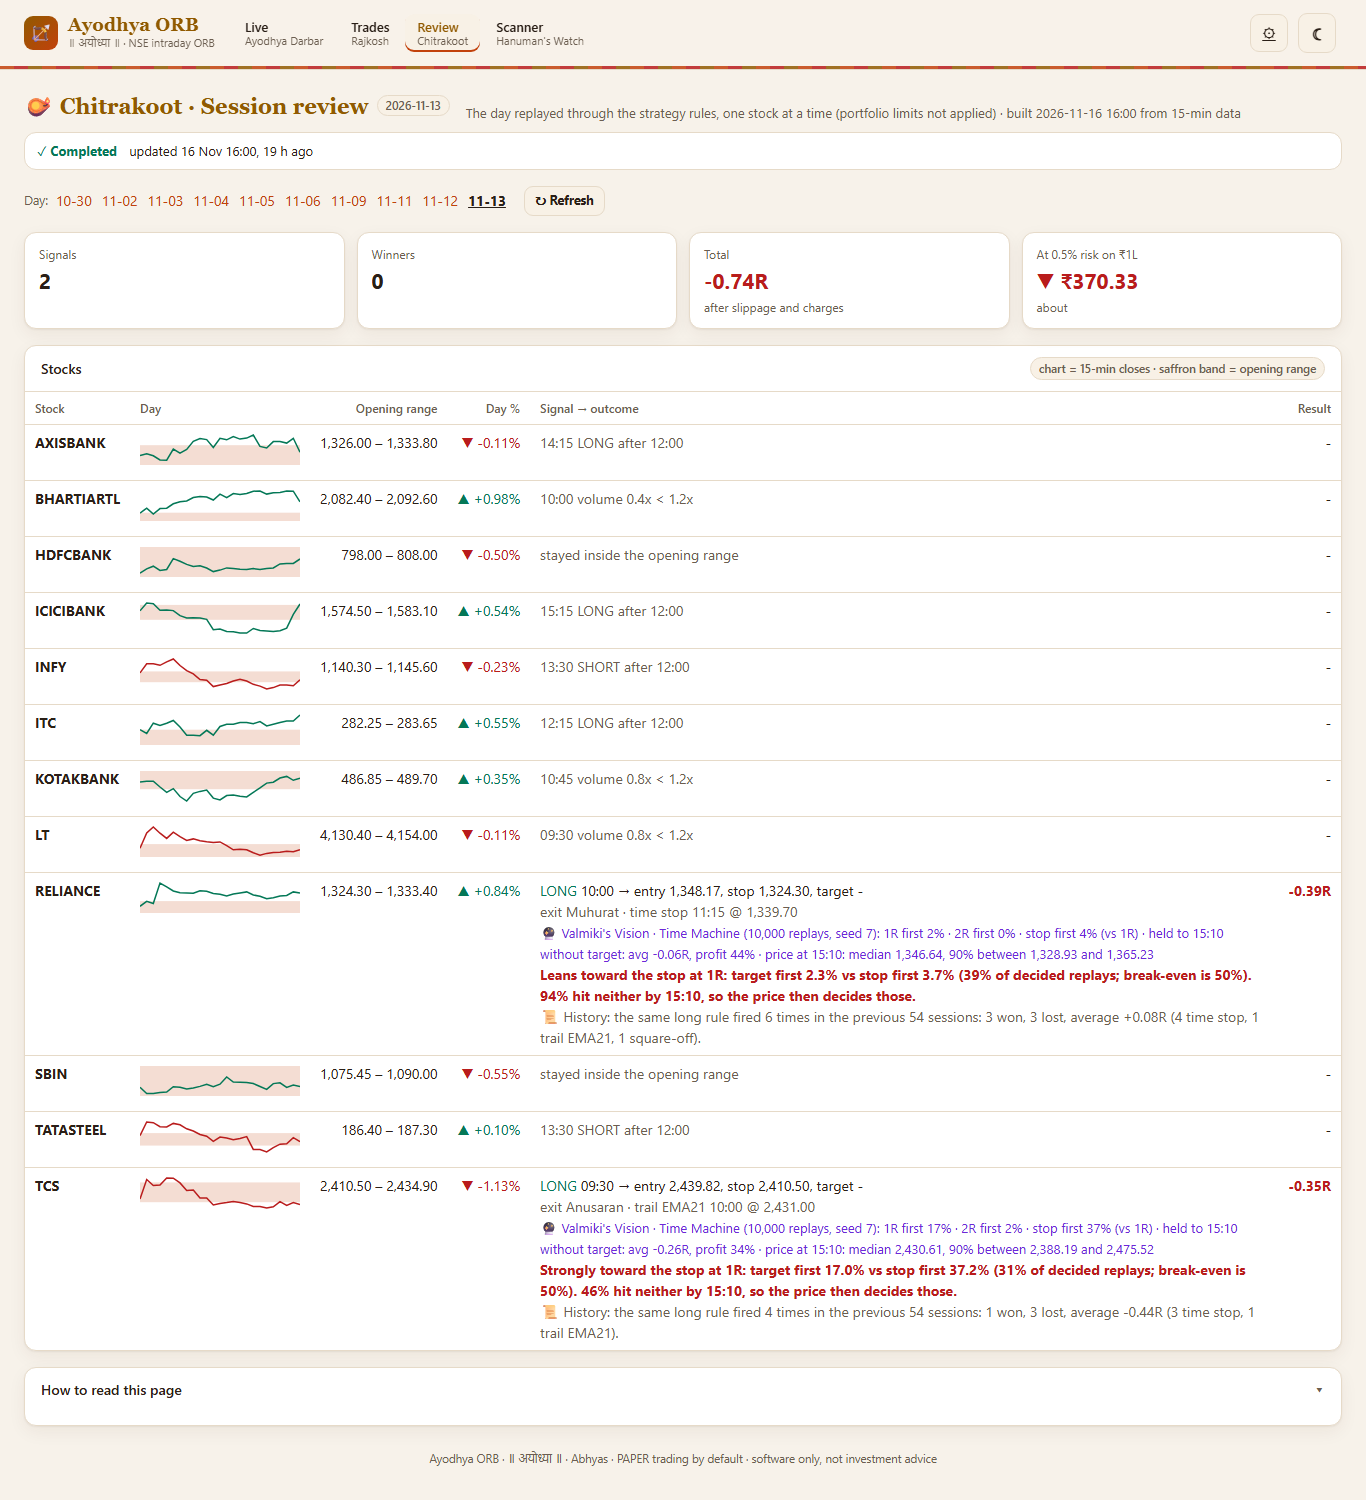 Ayodhya ORB
॥ अयोध्या ॥ · NSE intraday ORB
Live
Ayodhya Darbar
Trades
Rajkosh
Review
Chitrakoot
Scanner
Hanuman's Watch
Chitrakoot · Session review
2026-11-13
The day replayed through the strategy rules, one stock at a time (portfolio limits not applied) · built 2026-11-16 16:00 from 15-min data
✓ Completed updated 16 Nov 16:00, 19 h ago
Day: 10-30 11-02 11-03 11-04 11-05 11-06 11-09 11-11 11-12 11-13 ↻ Refresh
Signals
2
Winners
0
Total
-0.74R
after slippage and charges
At 0.5% risk on ₹1L
▼ ₹370.33
about
Stocks
chart = 15-min closes · saffron band = opening range
Stock Day Opening range Day % Signal → outcome Result
AXISBANK 1,326.00 – 1,333.80 ▼ -0.11% 14:15 LONG after 12:00 -
BHARTIARTL 2,082.40 – 2,092.60 ▲ +0.98% 10:00 volume 0.4x < 1.2x -
HDFCBANK 798.00 – 808.00 ▼ -0.50% stayed inside the opening range -
ICICIBANK 1,574.50 – 1,583.10 ▲ +0.54% 15:15 LONG after 12:00 -
INFY 1,140.30 – 1,145.60 ▼ -0.23% 13:30 SHORT after 12:00 -
ITC 282.25 – 283.65 ▲ +0.55% 12:15 LONG after 12:00 -
KOTAKBANK 486.85 – 489.70 ▲ +0.35% 10:45 volume 0.8x < 1.2x -
LT 4,130.40 – 4,154.00 ▼ -0.11% 09:30 volume 0.8x < 1.2x -
RELIANCE 1,324.30 – 1,333.40 ▲ +0.84% LONG 10:00 → entry 1,348.17, stop 1,324.30, target - -0.39R
exit Muhurat · time stop 11:15 @ 1,339.70
🔮 Valmiki's Vision · Time Machine (10,000 replays, seed 7): 1R first 2% · 2R first 0% · stop first 4% (vs 1R) · held to 15:10
without target: avg -0.06R, profit 44% · price at 15:10: median 1,346.64, 90% between 1,328.93 and 1,365.23
Leans toward the stop at 1R: target first 2.3% vs stop first 3.7% (39% of decided replays; break-even is 50%).
94% hit neither by 15:10, so the price then decides those.
📜 History: the same long rule fired 6 times in the previous 54 sessions: 3 won, 3 lost, average +0.08R (4 time stop, 1
trail EMA21, 1 square-off).
SBIN 1,075.45 – 1,090.00 ▼ -0.55% stayed inside the opening range -
TATASTEEL 186.40 – 187.30 ▲ +0.10% 13:30 SHORT after 12:00 -
TCS 2,410.50 – 2,434.90 ▼ -1.13% LONG 09:30 → entry 2,439.82, stop 2,410.50, target - -0.35R
exit Anusaran · trail EMA21 10:00 @ 2,431.00
🔮 Valmiki's Vision · Time Machine (10,000 replays, seed 7): 1R first 17% · 2R first 2% · stop first 37% (vs 1R) · held to 15:10
without target: avg -0.26R, profit 34% · price at 15:10: median 2,430.61, 90% between 2,388.19 and 2,475.52
Strongly toward the stop at 1R: target first 17.0% vs stop first 37.2% (31% of decided replays; break-even is
50%). 46% hit neither by 15:10, so the price then decides those.
📜 History: the same long rule fired 4 times in the previous 54 sessions: 1 won, 3 lost, average -0.44R (3 time stop, 1
trail EMA21).
How to read this page ▼
Ayodhya ORB · ॥ अयोध्या ॥ · Abhyas · PAPER trading by default · software only, not investment advice